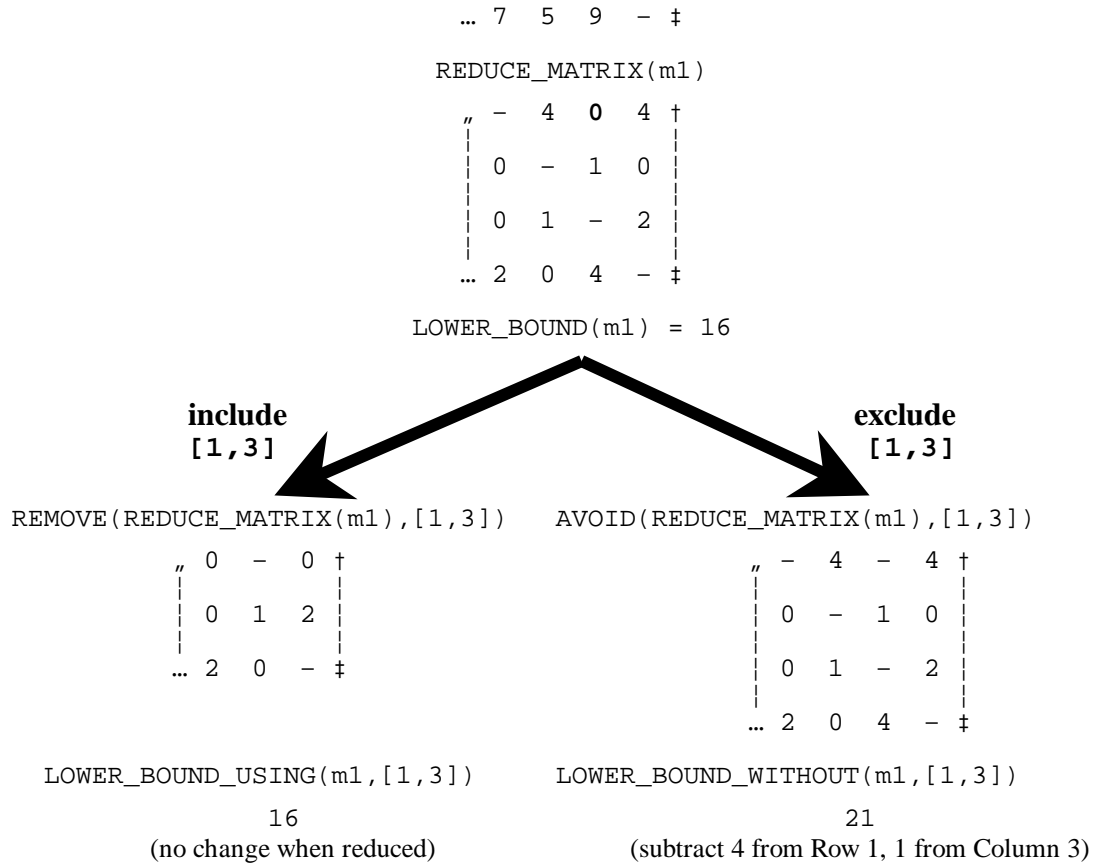 … 7 5 9 – ‡
REDUCE_MATRIX(m1)
„ – 4 0 4 †
0 – 1 0
0 1 – 2
… 2 0 4 – ‡
LOWER_BOUND(m1) = 16
include
[1,3]
exclude
[1,3]
REMOVE(REDUCE_MATRIX(m1),[1,3])
„ 0 – 0 †
0 1 2
… 2 0 – ‡
LOWER_BOUND_USING(m1,[1,3])
16
(no change when reduced)
AVOID(REDUCE_MATRIX(m1),[1,3])
„ – 4 – 4 †
0 – 1 0
0 1 – 2
… 2 0 4 – ‡
LOWER_BOUND_WITHOUT(m1,[1,3])
21
(subtract 4 from Row 1, 1 from Column 3)